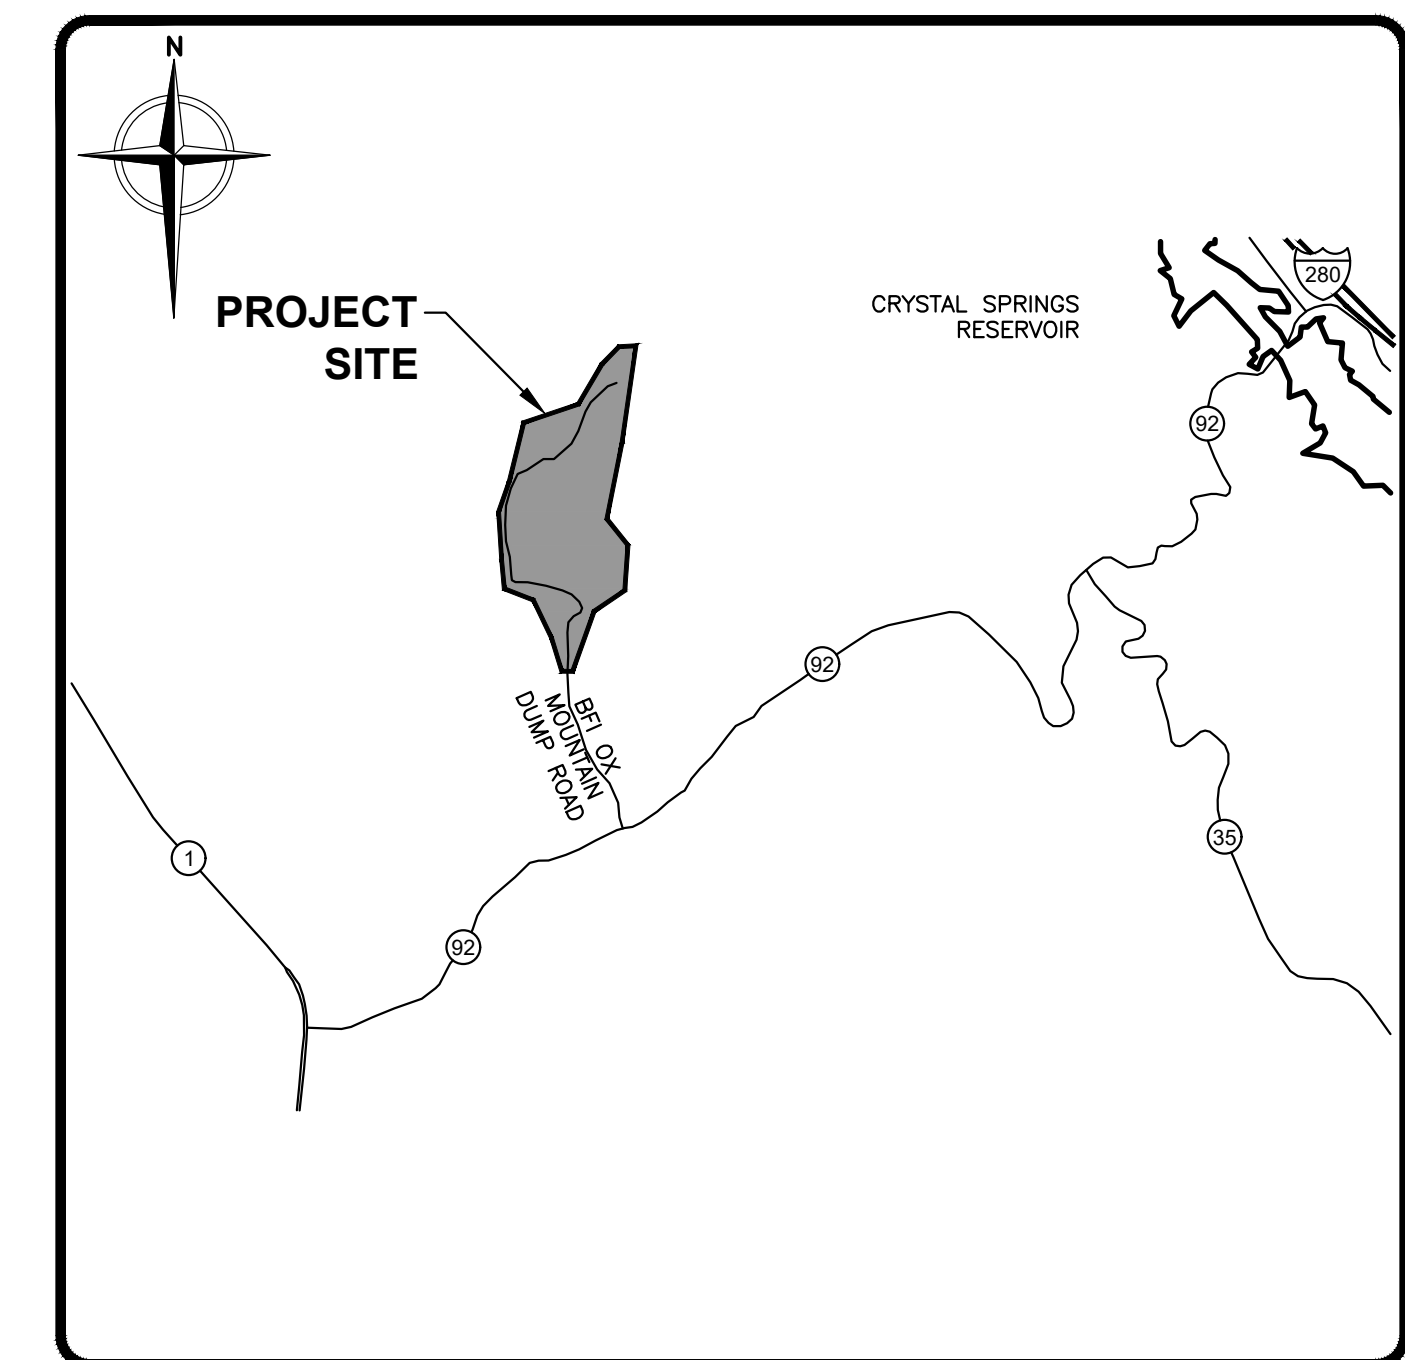 N
PROJECT
SITE
CRYSTAL SPRINGS
RESERVOIR
280
92
92
BFI OX
MOUNTAIN
DUMP ROAD
35
1
92